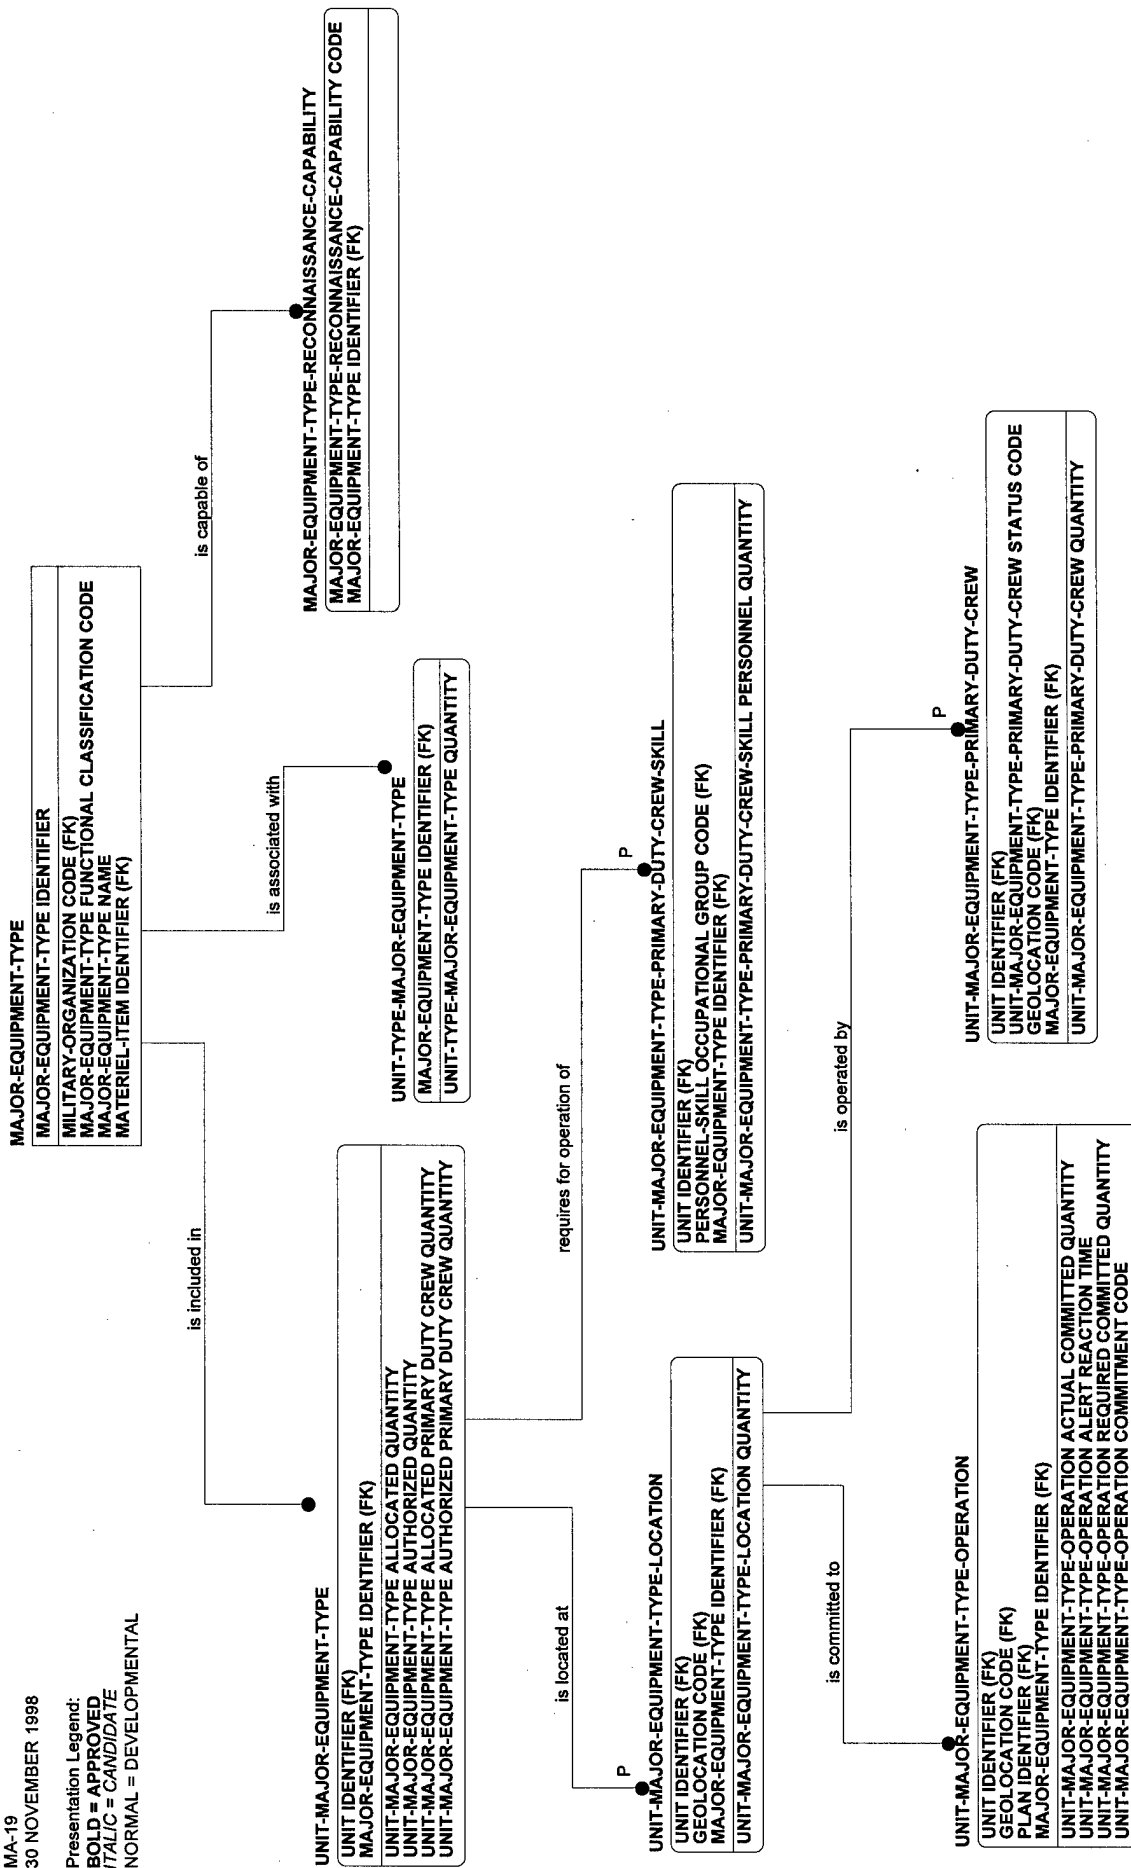 MA-19
30 NOVEMBER 1998
Presentation Legend:
BOLD = APPROVED
ITALIC = CANDIDATE
NORMAL = DEVELOPMENTAL
MAJOR-EQUIPMENT-TYPE
MAJOR-EQUIPMENT-TYPE IDENTIFIER
MILITARY-ORGANIZATION CODE (FK)
MAJOR-EQUIPMENT-TYPE FUNCTIONAL CLASSIFICATION CODE
MAJOR-EQUIPMENT-TYPE NAME
MATERIEL-ITEM IDENTIFIER (FK)
is included in
is associated with
is capable of
UNIT-MAJOR-EQUIPMENT-TYPE
UNIT IDENTIFIER (FK)
MAJOR-EQUIPMENT-TYPE IDENTIFIER (FK)
UNIT-MAJOR-EQUIPMENT-TYPE ALLOCATED QUANTITY
UNIT-MAJOR-EQUIPMENT-TYPE AUTHORIZED QUANTITY
UNIT-MAJOR-EQUIPMENT-TYPE ALLOCATED PRIMARY DUTY CREW QUANTITY
UNIT-MAJOR-EQUIPMENT-TYPE AUTHORIZED PRIMARY DUTY CREW QUANTITY
UNIT-TYPE-MAJOR-EQUIPMENT-TYPE
MAJOR-EQUIPMENT-TYPE IDENTIFIER (FK)
UNIT-TYPE-MAJOR-EQUIPMENT-TYPE QUANTITY
MAJOR-EQUIPMENT-TYPE-RECONNAISSANCE-CAPABILITY
MAJOR-EQUIPMENT-TYPE-RECONNAISSANCE-CAPABILITY CODE
MAJOR-EQUIPMENT-TYPE IDENTIFIER (FK)
is located at
requires for operation of
P
P
UNIT-MAJOR-EQUIPMENT-TYPE-LOCATION
UNIT IDENTIFIER (FK)
GEOLOCATION CODE (FK)
MAJOR-EQUIPMENT-TYPE IDENTIFIER (FK)
UNIT-MAJOR-EQUIPMENT-TYPE-LOCATION QUANTITY
UNIT-MAJOR-EQUIPMENT-TYPE-PRIMARY-DUTY-CREW-SKILL
UNIT IDENTIFIER (FK)
PERSONNEL-SKILL OCCUPATIONAL GROUP CODE (FK)
MAJOR-EQUIPMENT-TYPE IDENTIFIER (FK)
UNIT-MAJOR-EQUIPMENT-TYPE-PRIMARY-DUTY-CREW-SKILL PERSONNEL QUANTITY
is committed to
is operated by
P
UNIT-MAJOR-EQUIPMENT-TYPE-OPERATION
UNIT IDENTIFIER (FK)
GEOLOCATION CODE (FK)
PLAN IDENTIFIER (FK)
MAJOR-EQUIPMENT-TYPE IDENTIFIER (FK)
UNIT-MAJOR-EQUIPMENT-TYPE-OPERATION ACTUAL COMMITTED QUANTITY
UNIT-MAJOR-EQUIPMENT-TYPE-OPERATION ALERT REACTION TIME
UNIT-MAJOR-EQUIPMENT-TYPE-OPERATION REQUIRED COMMITTED QUANTITY
UNIT-MAJOR-EQUIPMENT-TYPE-OPERATION COMMITMENT CODE
UNIT-MAJOR-EQUIPMENT-TYPE-PRIMARY-DUTY-CREW
UNIT IDENTIFIER (FK)
UNIT-MAJOR-EQUIPMENT-TYPE-PRIMARY-DUTY-CREW STATUS CODE
GEOLOCATION CODE (FK)
MAJOR-EQUIPMENT-TYPE IDENTIFIER (FK)
UNIT-MAJOR-EQUIPMENT-TYPE-PRIMARY-DUTY-CREW QUANTITY